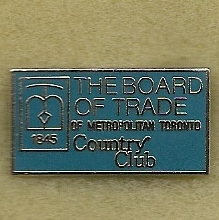 THE BOARD
OF TRADE
OF METROPOLITAN TORONTO
Country
Club
1845